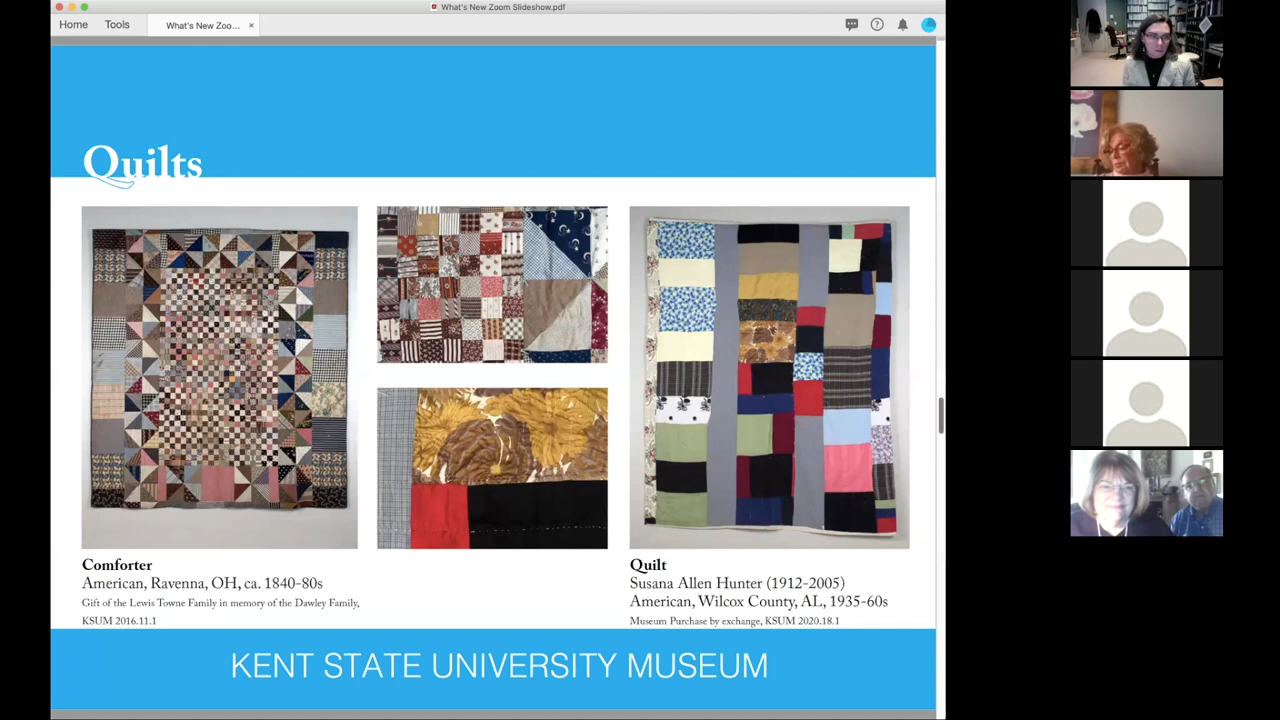 What's New Zoom Slideshow.pdf
Home Tools What's New Zoo... ×
Quilts
Comforter
American, Ravenna, OH, ca. 1840-80s
Gift of the Lewis Towne Family in memory of the Dawley Family,
KSUM 2016.11.1
Quilt
Susana Allen Hunter (1912-2005)
American, Wilcox County, AL, 1935-60s
Museum Purchase by exchange, KSUM 2020.18.1
KENT STATE UNIVERSITY MUSEUM